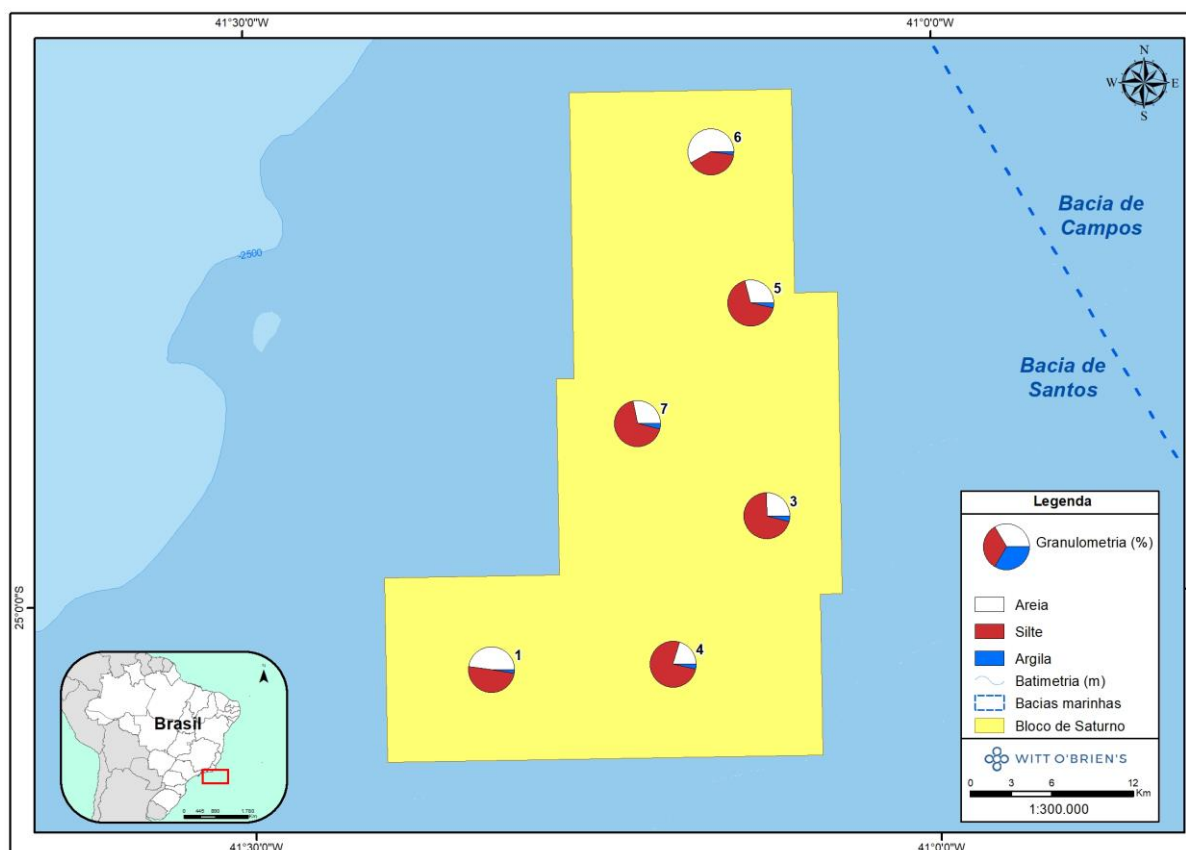 41°30'0"W
41°0'0"W
N
W
E
S
6
Bacia de
Campos
-2500
5
Bacia de
Santos
7
3
Legenda
Granulometria (%)
Areia
Silte
Argila
Batimetria (m)
Bacias marinhas
Bloco de Saturno
25°0'0"S
1
4
Brasil
WITT O'BRIEN'S
0 3 6 12
Km
1:300.000
41°30'0"W
41°0'0"W